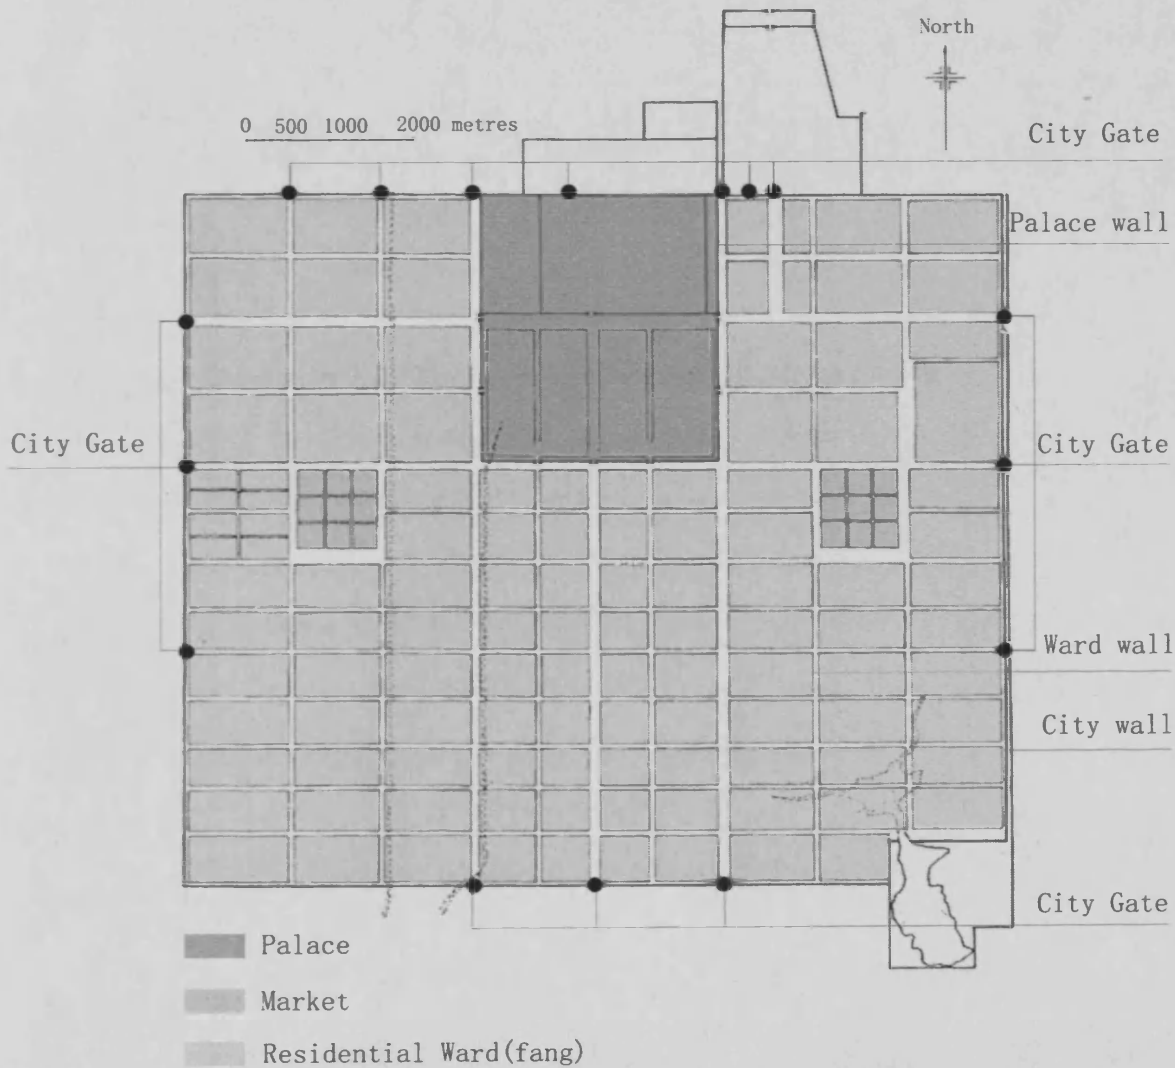 North
0 500 1000 2000 metres
City Gate
Palace wall
City Gate
City Gate
Ward wall
City wall
City Gate
Palace
Market
Residential Ward(fang)